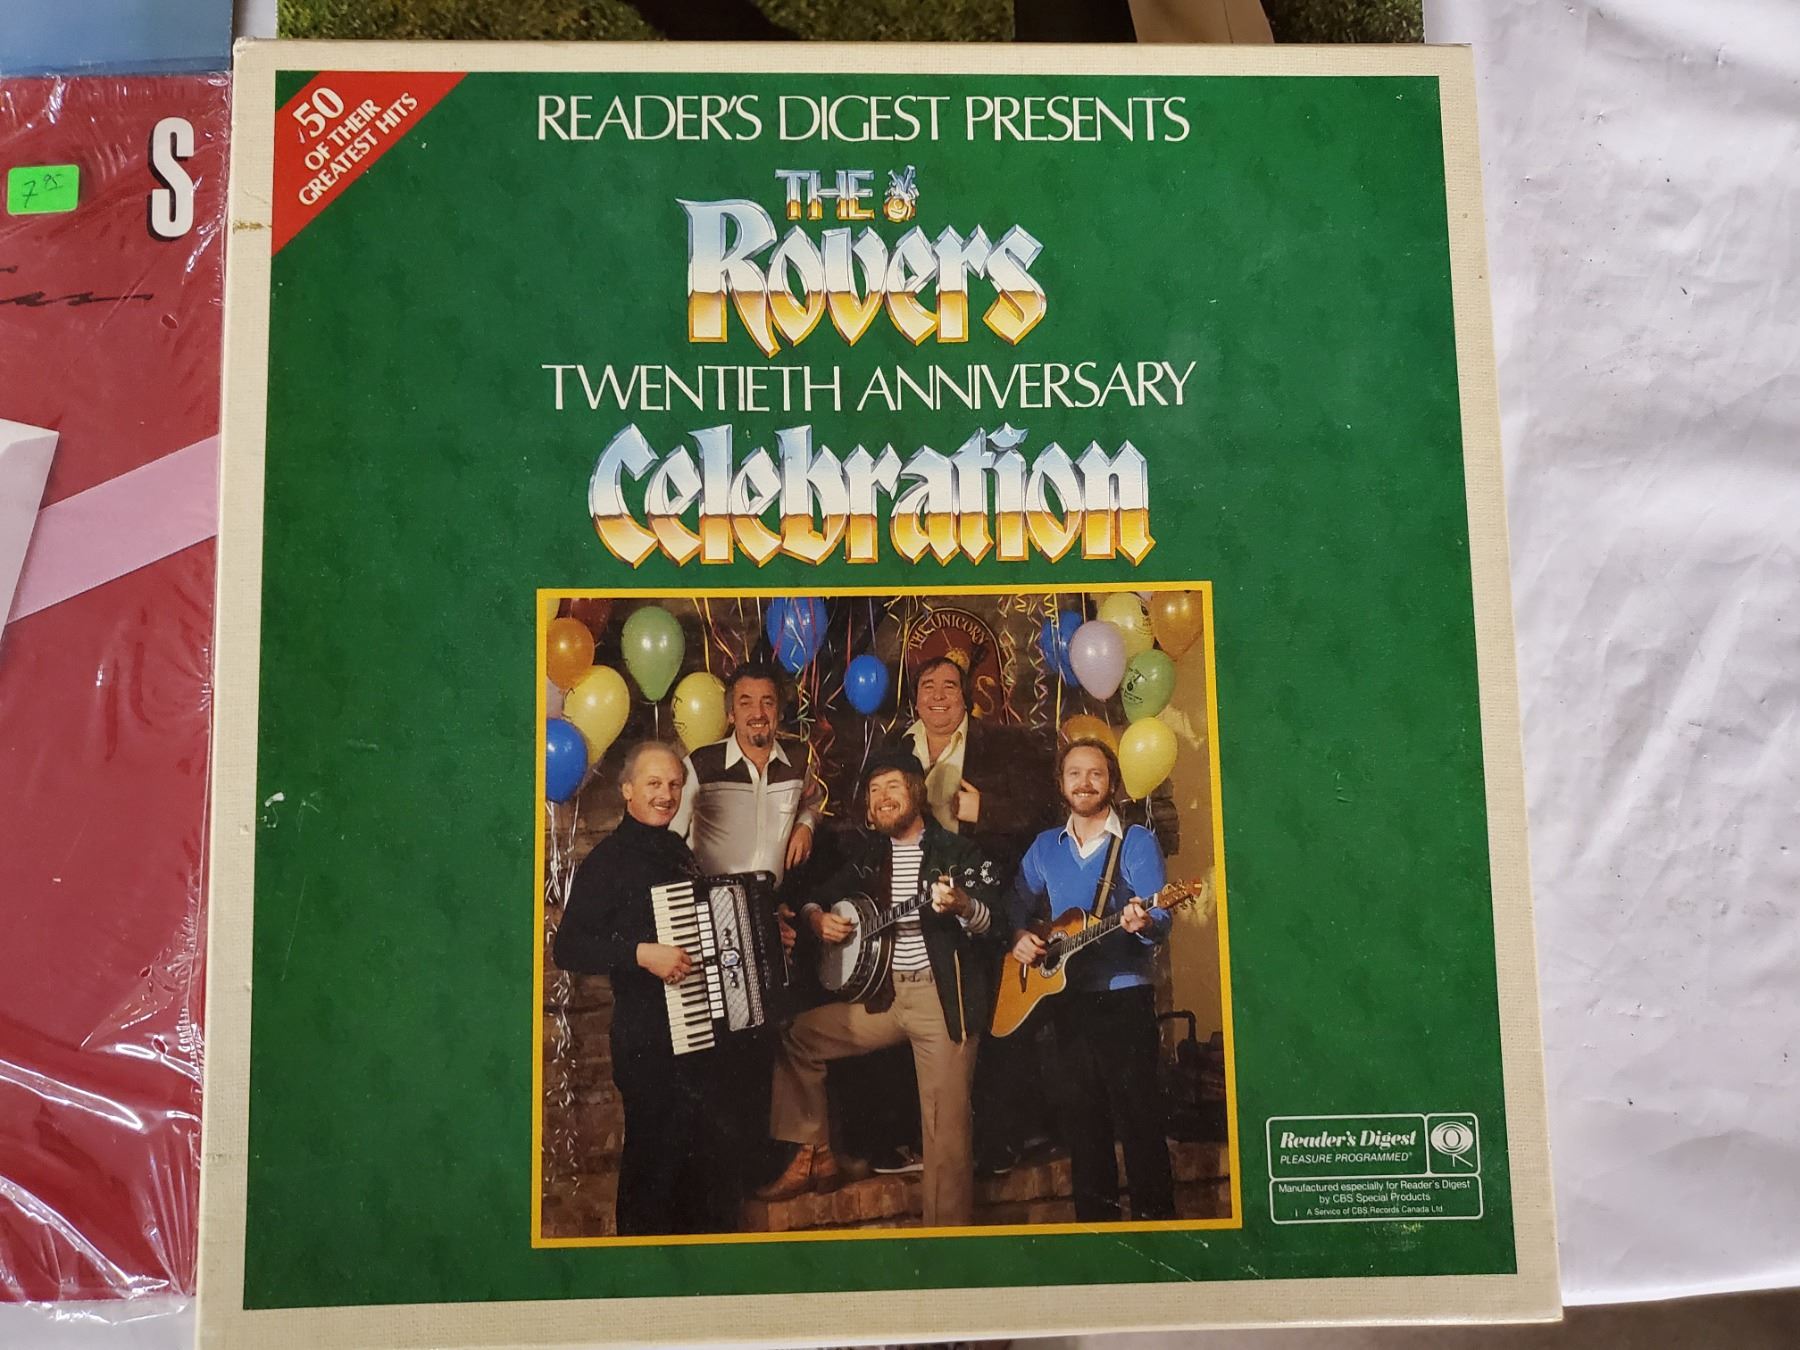 50
OF THEIR
GREATEST HITS
READER'S DIGEST PRESENTS
THE
Rovers
TWENTIETH ANNIVERSARY
Celebration
THE UNICORN
S
7 95
Reader's Digest
PLEASURE PROGRAMMED
Manufactured especially for Reader's Digest
by CBS Special Products
A Service of CBS Records Canada Ltd